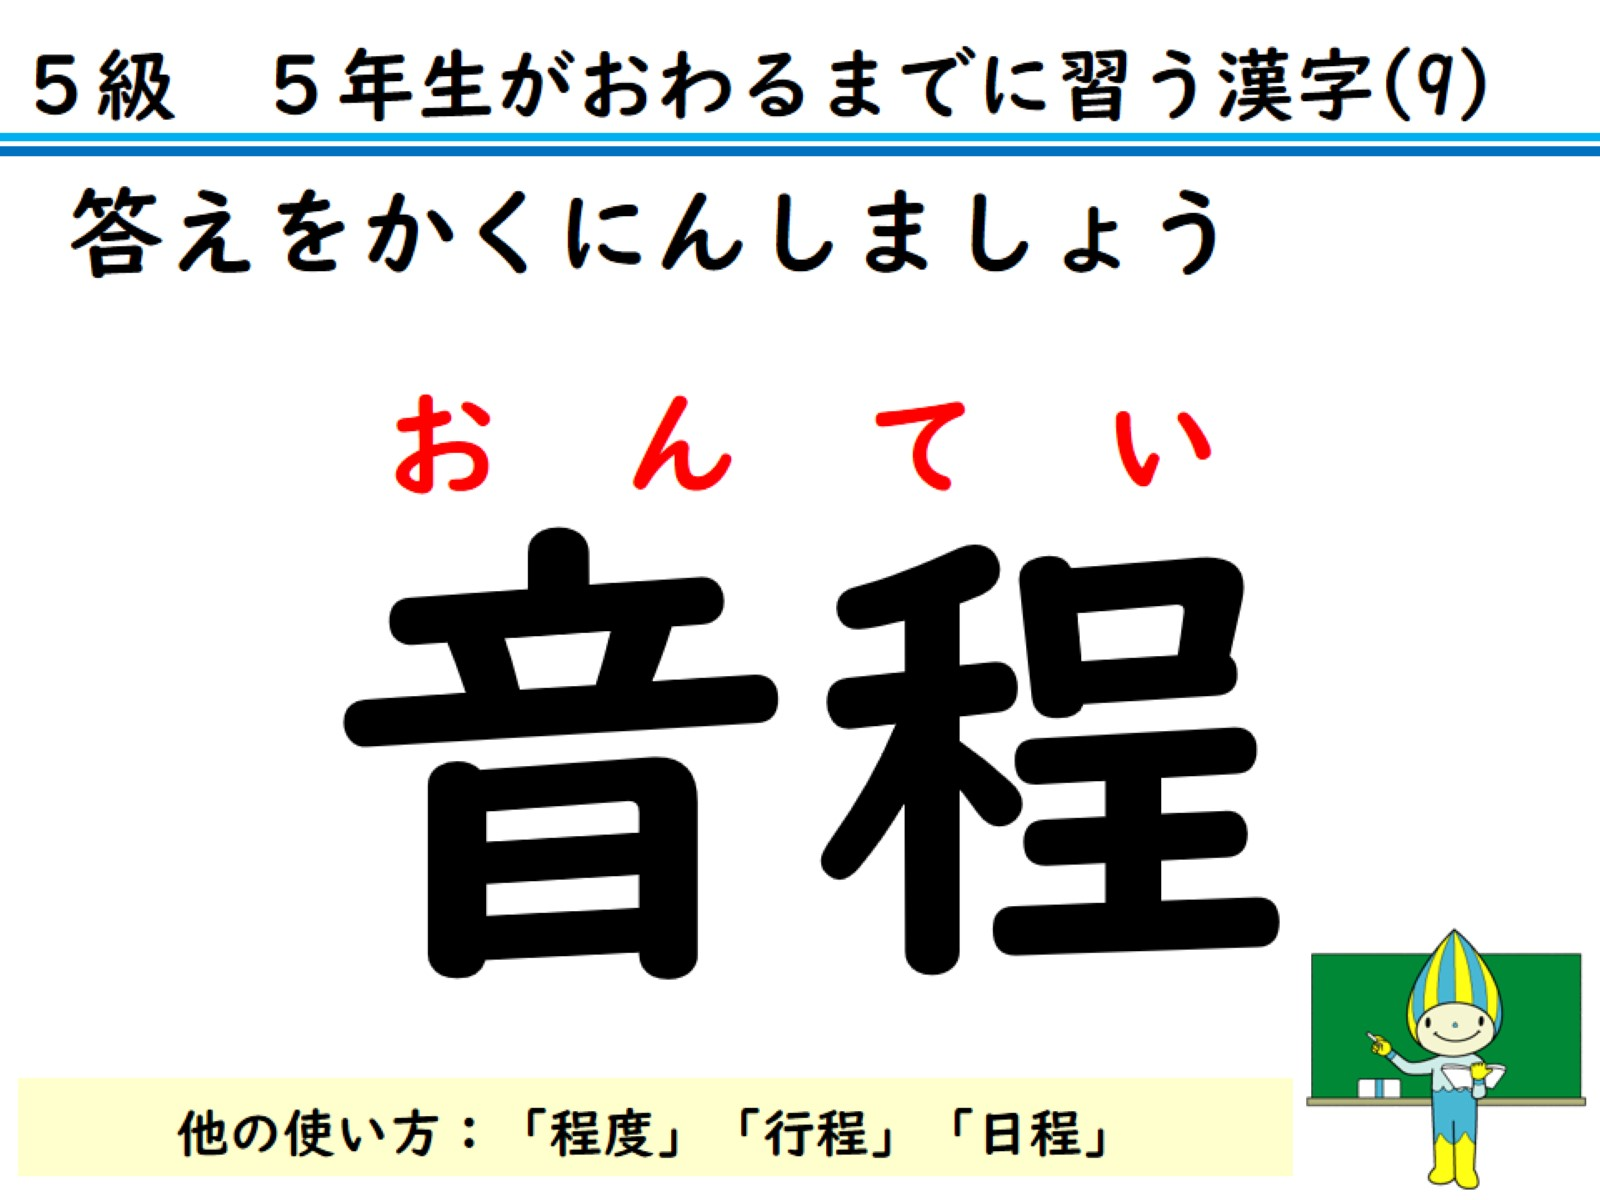 ５級　５年生がおわるまでに習う漢字(9)
答えをかくにんしましょう
おんてい
音程
他の使い方：「程度」「行程」「日程」